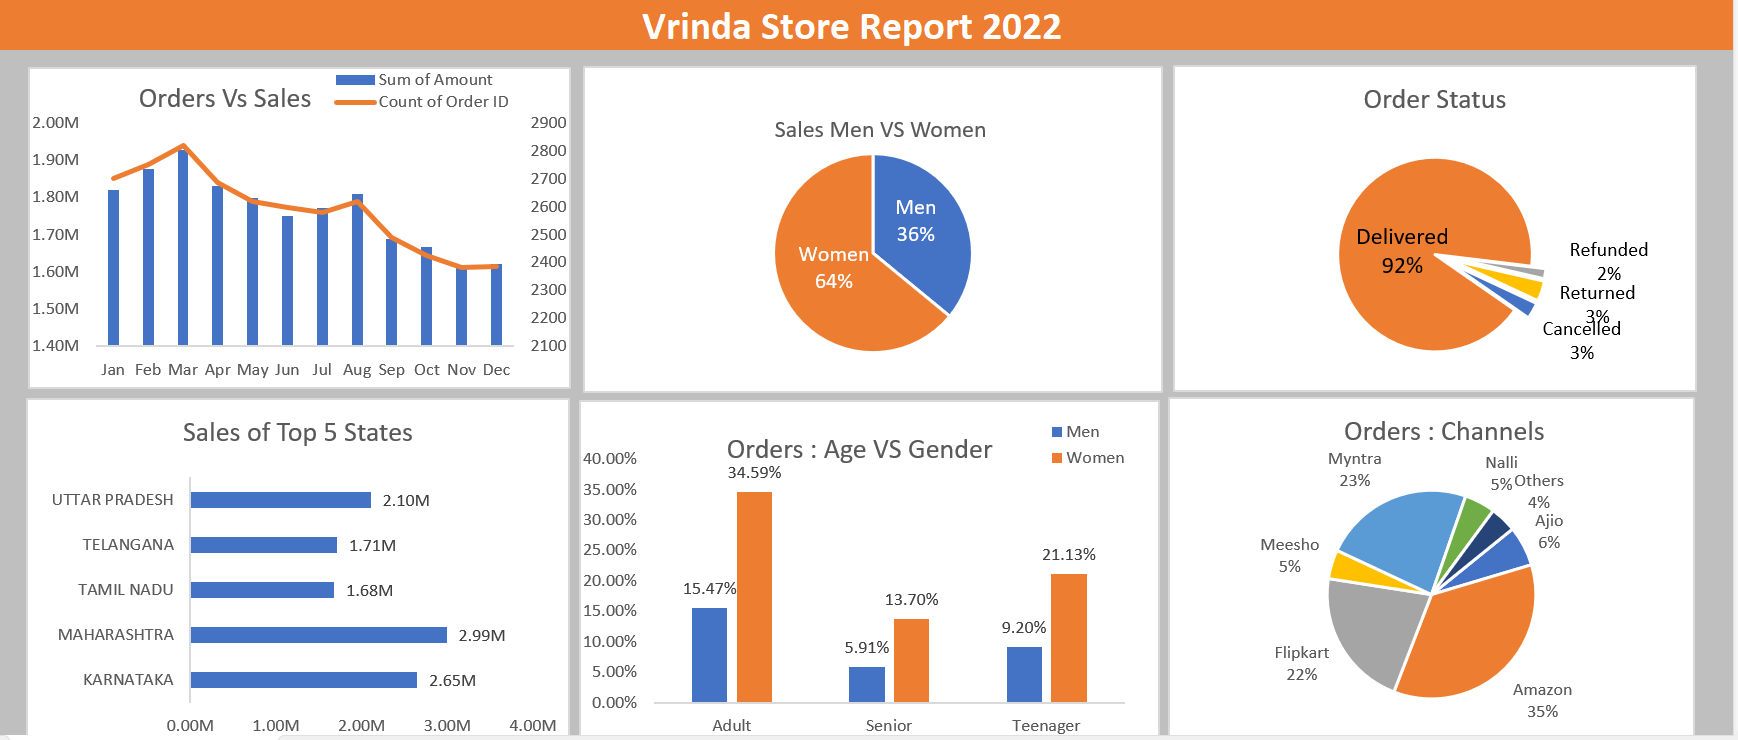 Vrinda Store Report 2022
Orders Vs Sales
Sum of Amount
Count of Order ID
2.00M
1.90M
1.80M
1.70M
1.60M
1.50M
1.40M
2900
2800
2700
2600
2500
2400
2300
2200
2100
Jan Feb Mar Apr May Jun Jul Aug Sep Oct Nov Dec
Sales Men VS Women
Men
36%
Women
64%
Order Status
Delivered
92%
Refunded
2%
Returned
3%
Cancelled
3%
Sales of Top 5 States
UTTAR PRADESH 2.10M
TELANGANA 1.71M
TAMIL NADU 1.68M
MAHARASHTRA 2.99M
KARNATAKA 2.65M
0.00M 1.00M 2.00M 3.00M 4.00M
Orders : Age VS Gender
Men
Women
40.00%
35.00%
30.00%
25.00%
20.00%
15.00%
10.00%
5.00%
0.00%
15.47%
34.59%
5.91%
13.70%
9.20%
21.13%
Adult Senior Teenager
Orders : Channels
Myntra
23%
Nalli
5%
Others
4%
Ajio
6%
Meesho
5%
Flipkart
22%
Amazon
35%